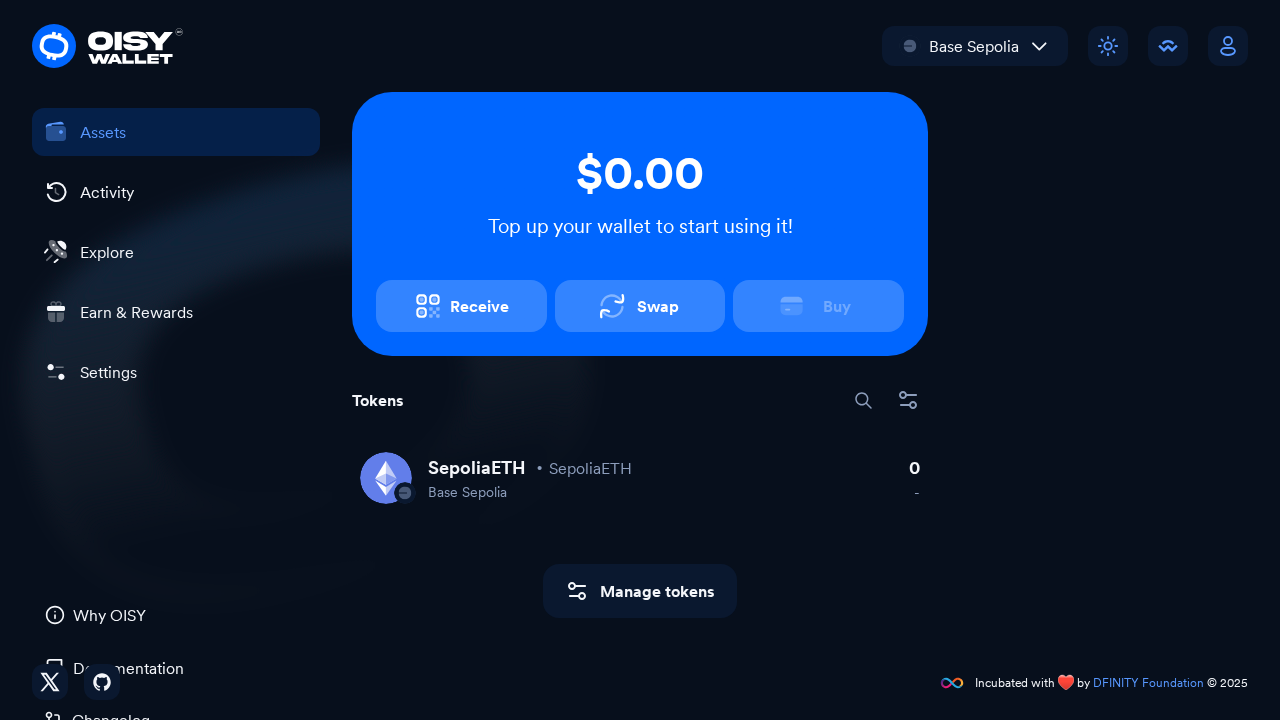 OISY
WALLET
Base Sepolia
Assets
Activity
Explore
Earn & Rewards
Settings
$0.00
Top up your wallet to start using it!
Receive
Swap
Buy
Tokens
SepoliaETH • SepoliaETH
0
Base Sepolia
-
Manage tokens
Why OISY
Documentation
Changelog
Incubated with ❤️ by DFINITY Foundation © 2025